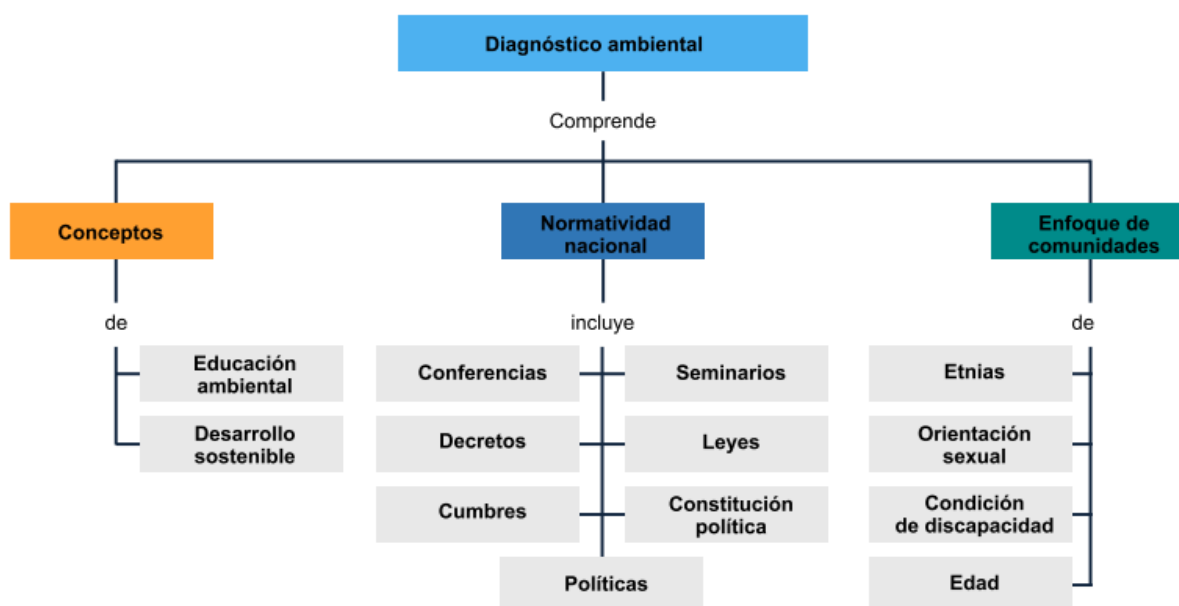 Diagnóstico ambiental
Comprende
Conceptos
Normatividad
nacional
Enfoque de
comunidades
de
incluye
de
Educación
ambiental
Conferencias
Seminarios
Etnias
Desarrollo
sostenible
Decretos
Leyes
Orientación
sexual
Cumbres
Constitución
política
Condición
de discapacidad
Políticas
Edad